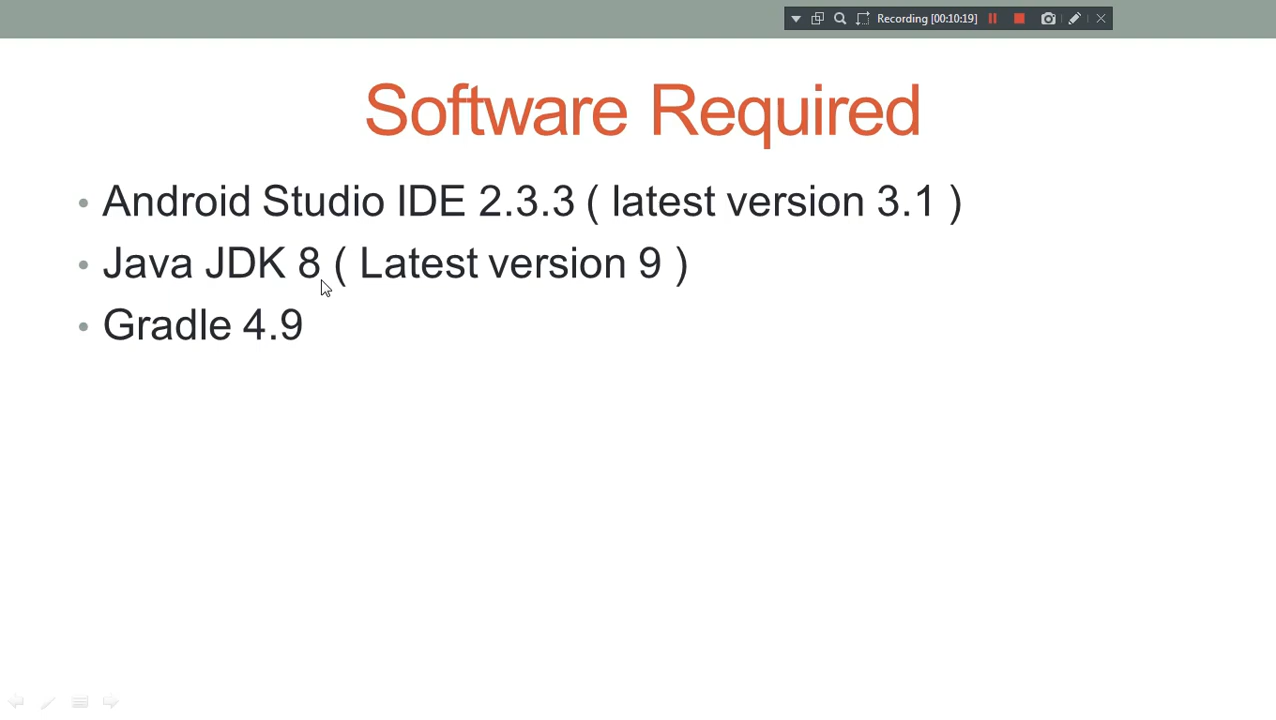 Recording [00:10:19]
Software Required
• Android Studio IDE 2.3.3 ( latest version 3.1 )
• Java JDK 8 ( Latest version 9 )
• Gradle 4.9